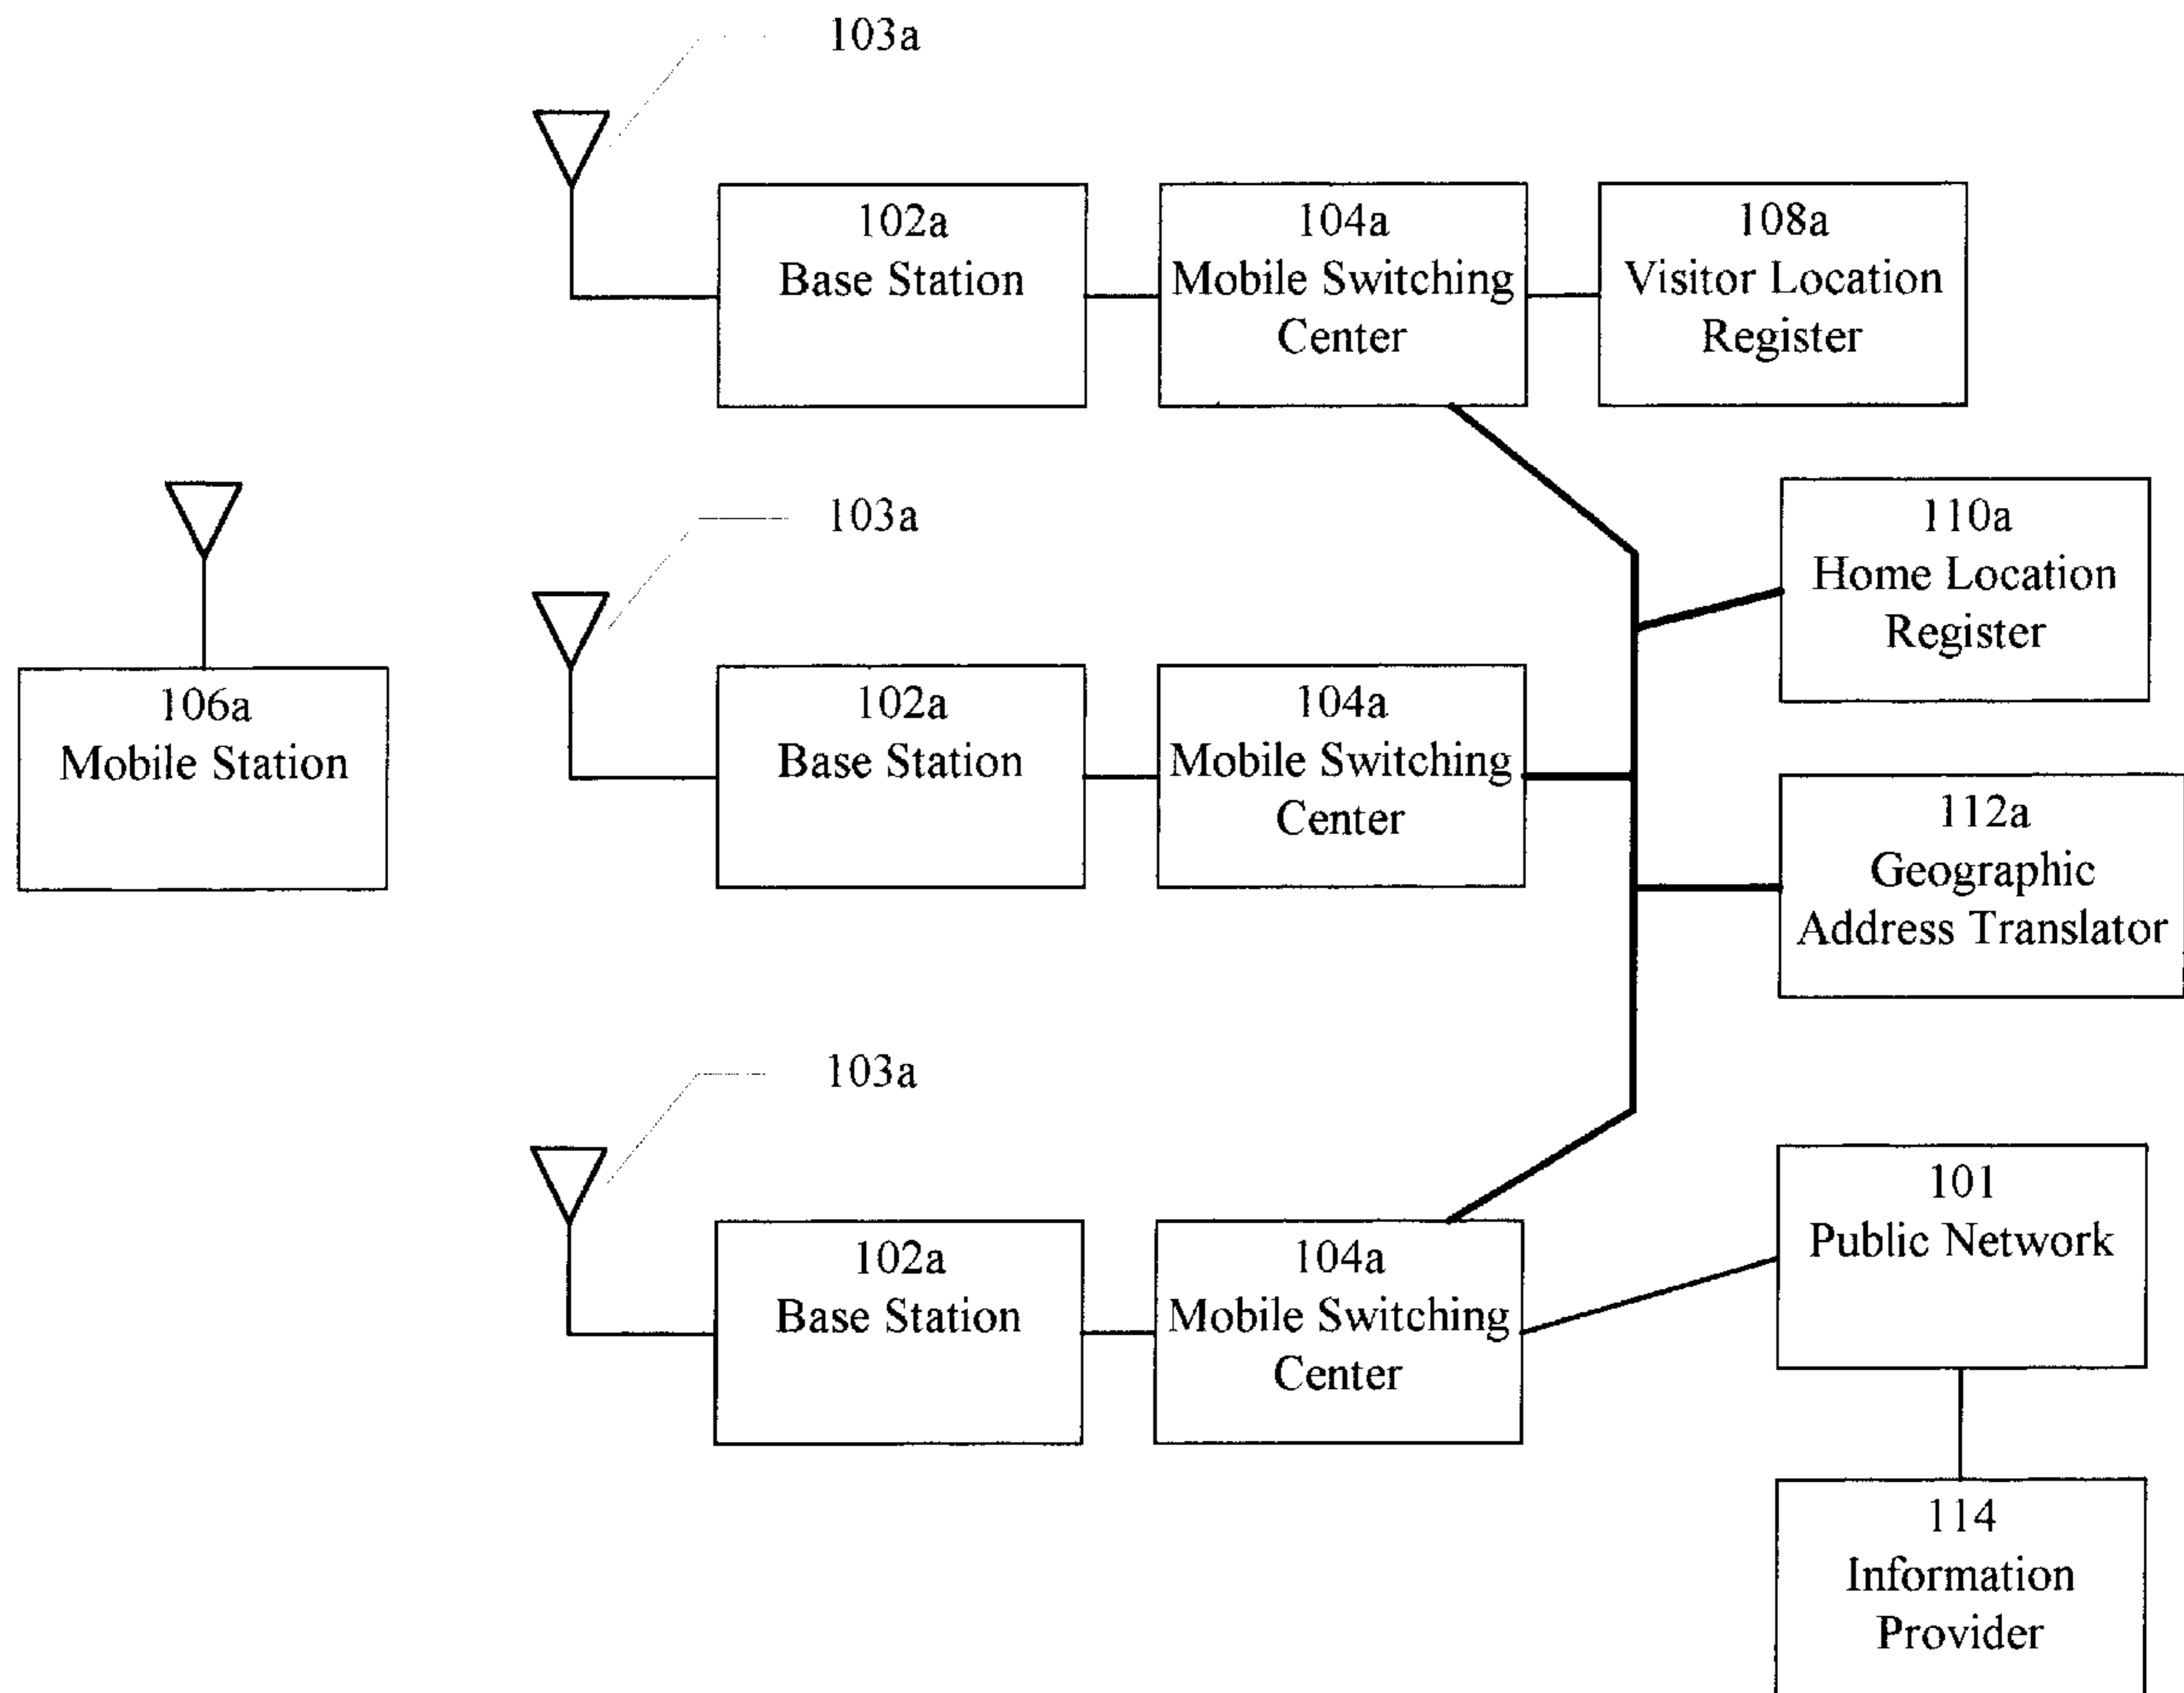 103a
102a
Base Station
104a
Mobile Switching
Center
108a
Visitor Location
Register
103a
110a
Home Location
Register
106a
Mobile Station
102a
Base Station
104a
Mobile Switching
Center
112a
Geographic
Address Translator
103a
101
Public Network
102a
Base Station
104a
Mobile Switching
Center
114
Information
Provider